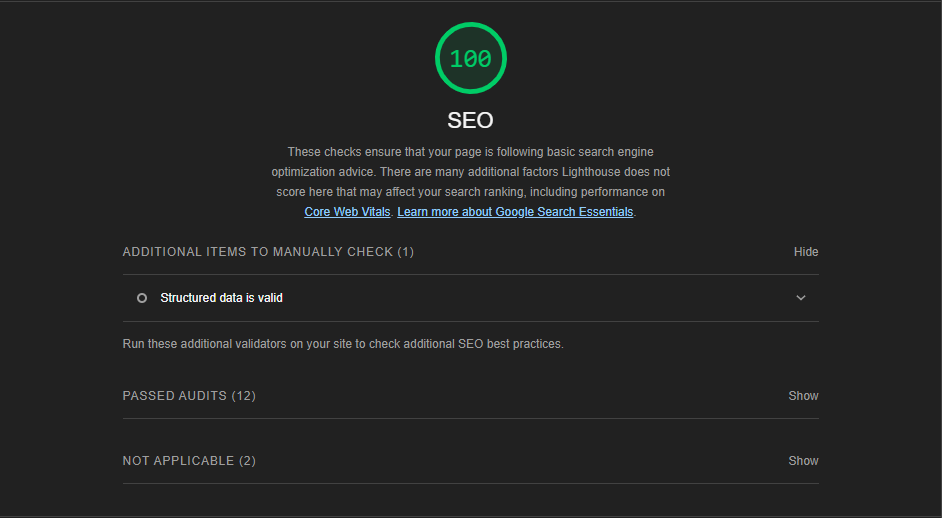 100
SEO
These checks ensure that your page is following basic search engine
optimization advice. There are many additional factors Lighthouse does not
score here that may affect your search ranking, including performance on
Core Web Vitals. Learn more about Google Search Essentials.
ADDITIONAL ITEMS TO MANUALLY CHECK (1) Hide
Structured data is valid
Run these additional validators on your site to check additional SEO best practices.
PASSED AUDITS (12) Show
NOT APPLICABLE (2) Show